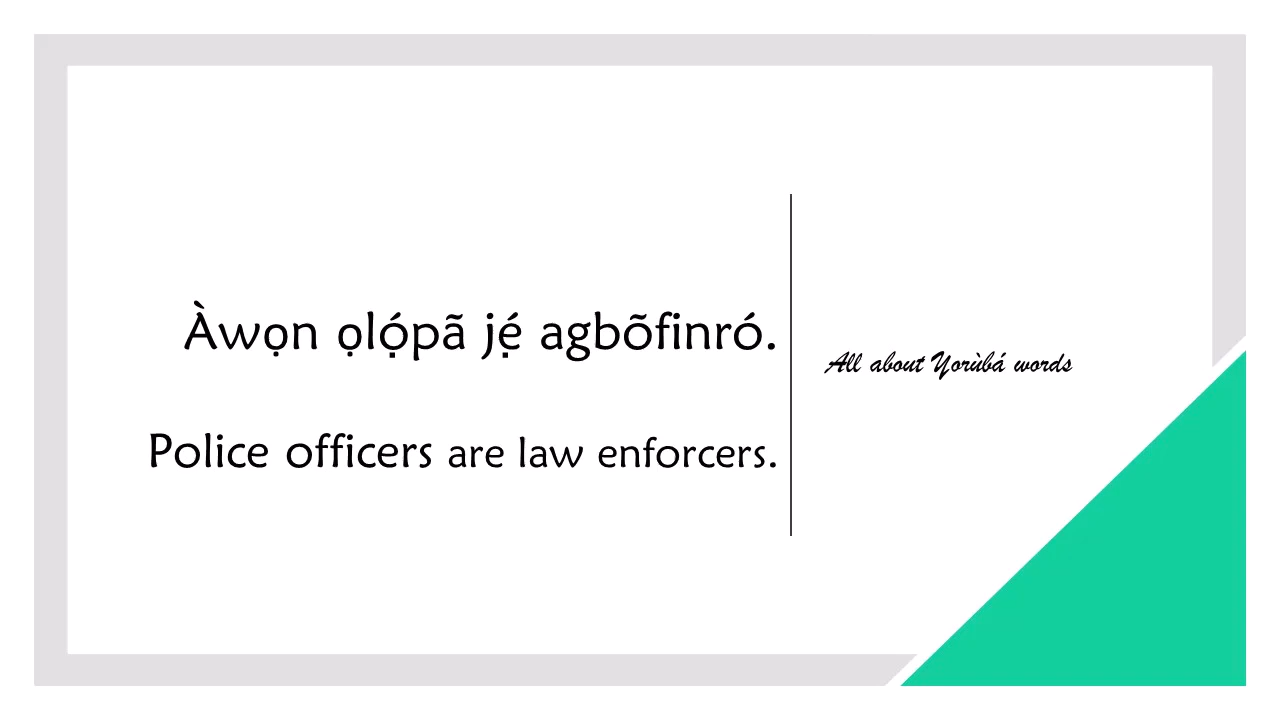 Àwọn ọlọ́pã jẹ́ agbõfinró.
Police officers are law enforcers.
All about Yorùbá words